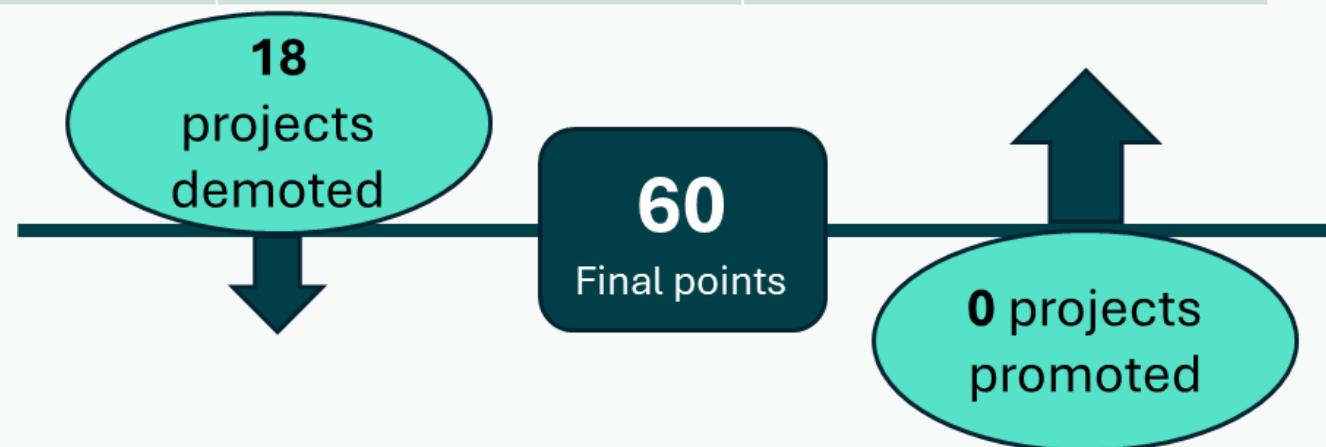 18
projects
demoted
60
Final points
0 projects
promoted